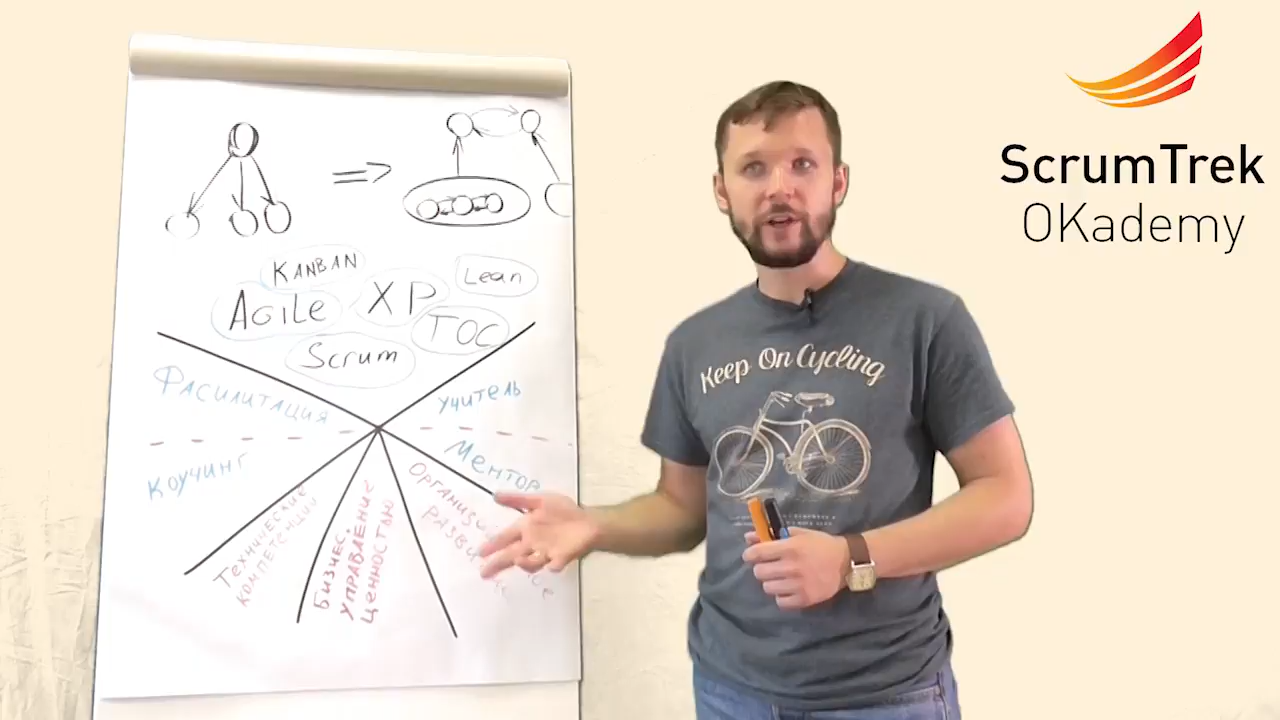 KANBAN
Lean
Agile
XP
TOC
Scrum
Фасилитация
Учитель
Коучинг
Ментор
Технические
компетенции
Бизнес,
управление
ценностью
ScrumTrek
OKademy
Keep On Cycling